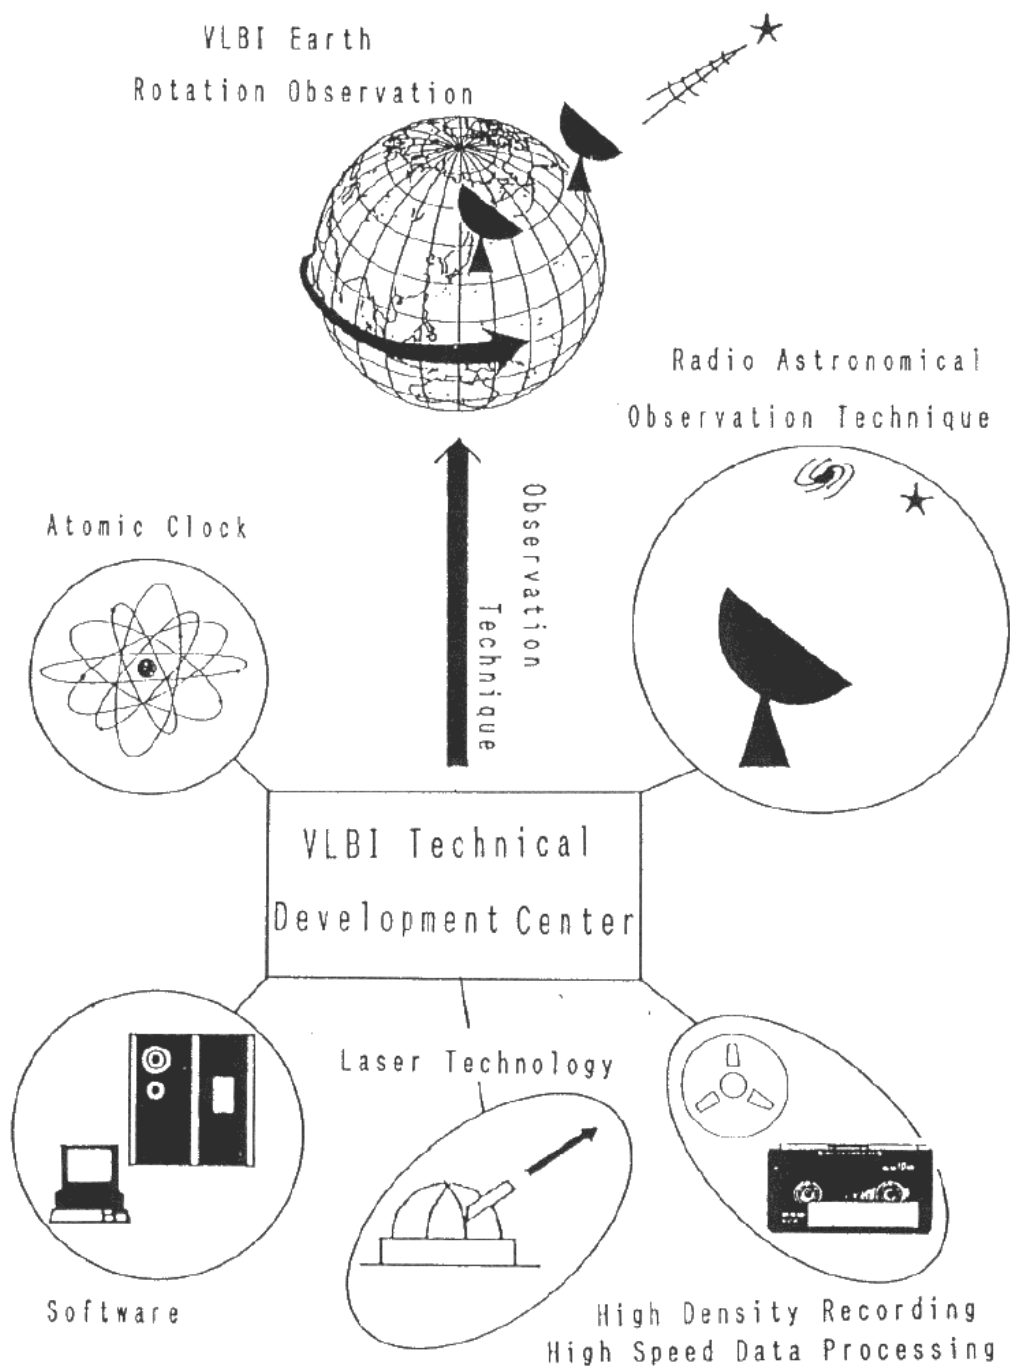 VLBI Earth
Rotation Observation
Radio Astronomical
Observation Technique
Observation
Technique
Atomic Clock
VLBI Technical
Development Center
Laser Technology
Software
High Density Recording
High Speed Data Processing